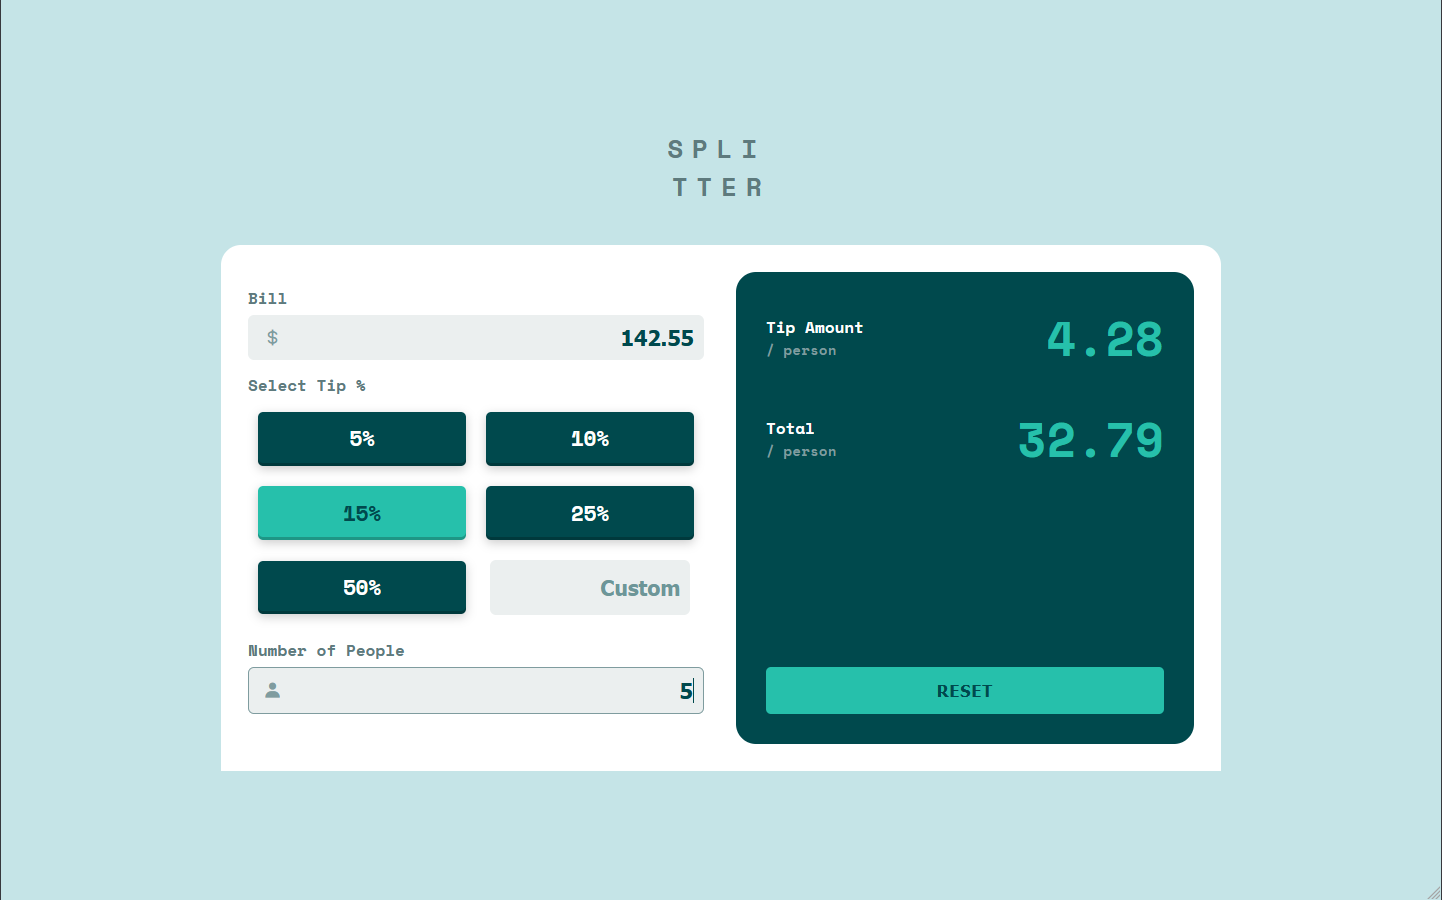 SPLI
TTER
Bill
$ 142.55
Select Tip %
5% 10%
15% 25%
50% Custom
Number of People
5
Tip Amount
/ person
4.28
Total
/ person
32.79
RESET